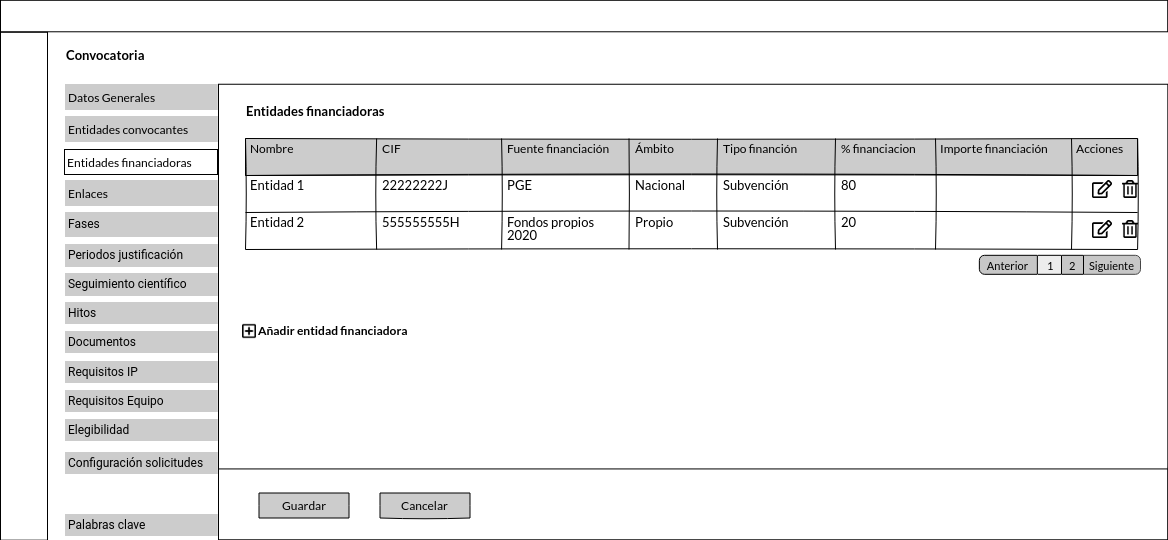 Convocatoria
Datos Generales
Entidades convocantes
Entidades financiadoras
Enlaces
Fases
Periodos justificación
Seguimiento científico
Hitos
Documentos
Requisitos IP
Requisitos Equipo
Elegibilidad
Configuración solicitudes
Palabras clave
Entidades financiadoras
Nombre CIF Fuente financiación Ámbito Tipo financión % financiacion Importe financiación Acciones
Entidad 1 22222222J PGE Nacional Subvención 80
Entidad 2 555555555H Fondos propios Propio Subvención 20
2020
Anterior 1 2 Siguiente
Añadir entidad financiadora
Guardar Cancelar